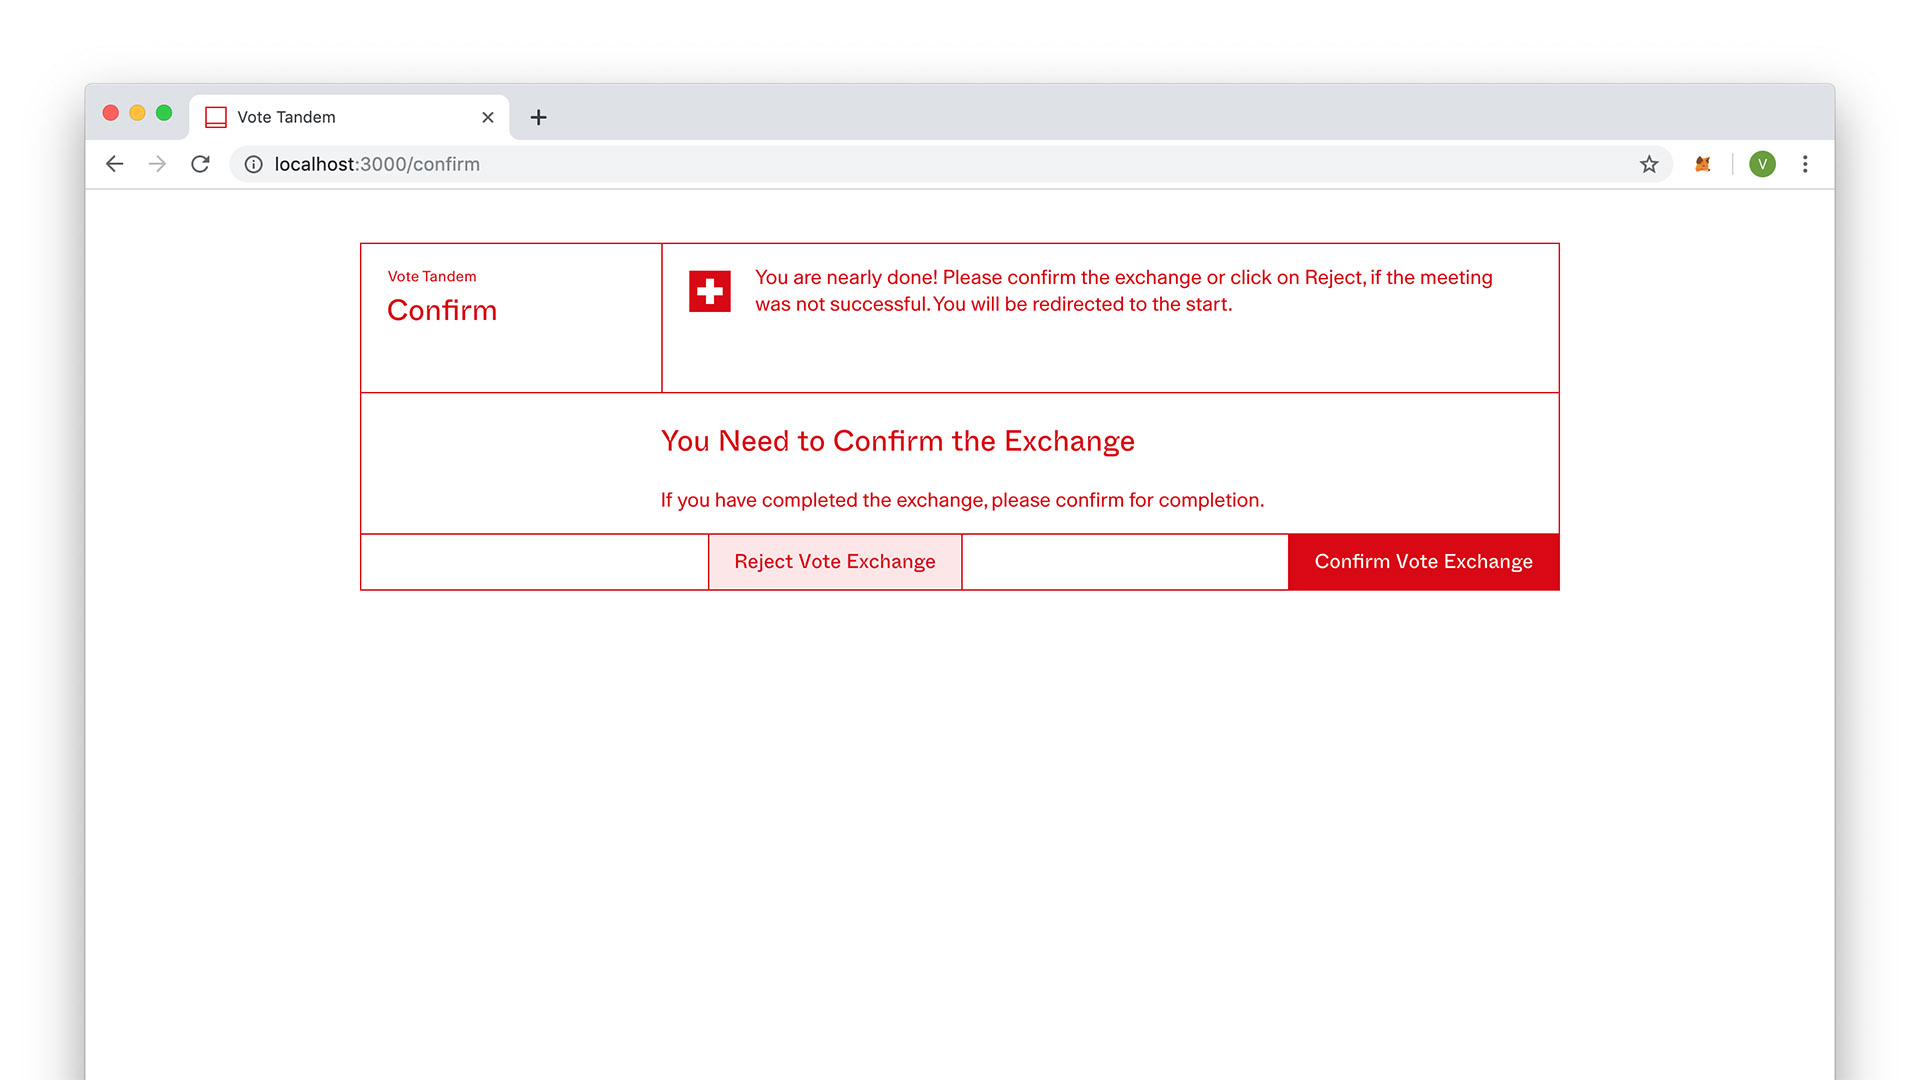 Vote Tandem
localhost:3000/confirm
V
Vote Tandem
Confirm
You are nearly done! Please confirm the exchange or click on Reject, if the meeting
was not successful. You will be redirected to the start.
You Need to Confirm the Exchange
If you have completed the exchange, please confirm for completion.
Reject Vote Exchange
Confirm Vote Exchange